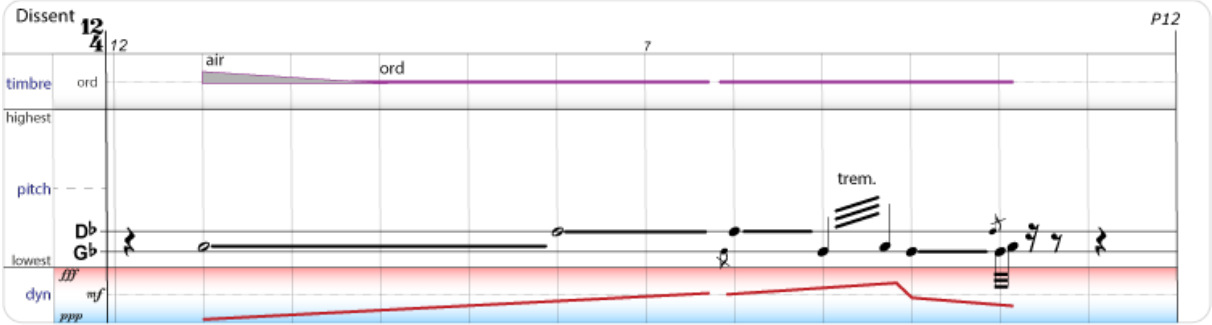 Dissent
12
4
12
7
P12
air
ord
timbre ord
highest
trem.
pitch
D♭
G♭
lowest
fff
dyn mf
ppp